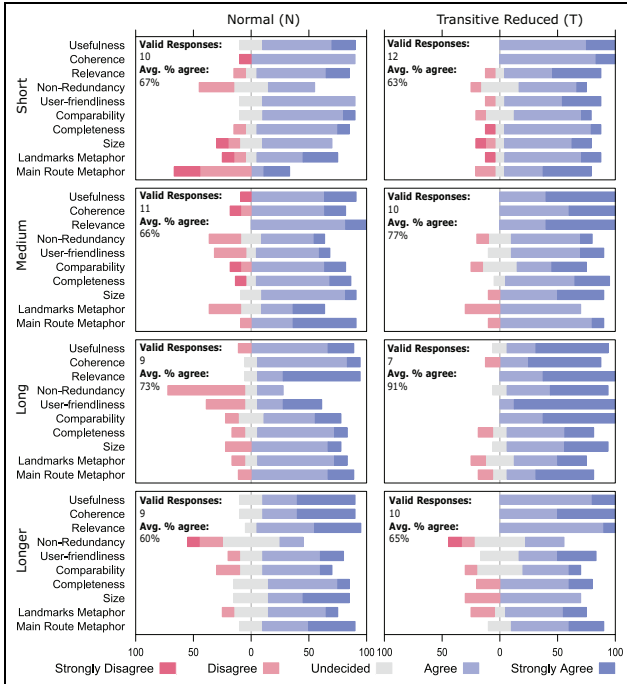 Normal (N)
Transitive Reduced (T)
Short
Usefulness
Coherence
Relevance
Non-Redundancy
User-friendliness
Comparability
Completeness
Size
Landmarks Metaphor
Main Route Metaphor
Valid Responses:
10
Avg. % agree:
67%
Valid Responses:
12
Avg. % agree:
63%
Medium
Usefulness
Coherence
Relevance
Non-Redundancy
User-friendliness
Comparability
Completeness
Size
Landmarks Metaphor
Main Route Metaphor
Valid Responses:
11
Avg. % agree:
66%
Valid Responses:
10
Avg. % agree:
77%
Long
Usefulness
Coherence
Relevance
Non-Redundancy
User-friendliness
Comparability
Completeness
Size
Landmarks Metaphor
Main Route Metaphor
Valid Responses:
9
Avg. % agree:
73%
Valid Responses:
7
Avg. % agree:
91%
Longer
Usefulness
Coherence
Relevance
Non-Redundancy
User-friendliness
Comparability
Completeness
Size
Landmarks Metaphor
Main Route Metaphor
Valid Responses:
9
Avg. % agree:
60%
Valid Responses:
10
Avg. % agree:
65%
100 50 0 50 100
100 50 0 50 100
Strongly Disagree Disagree Undecided Agree Strongly Agree